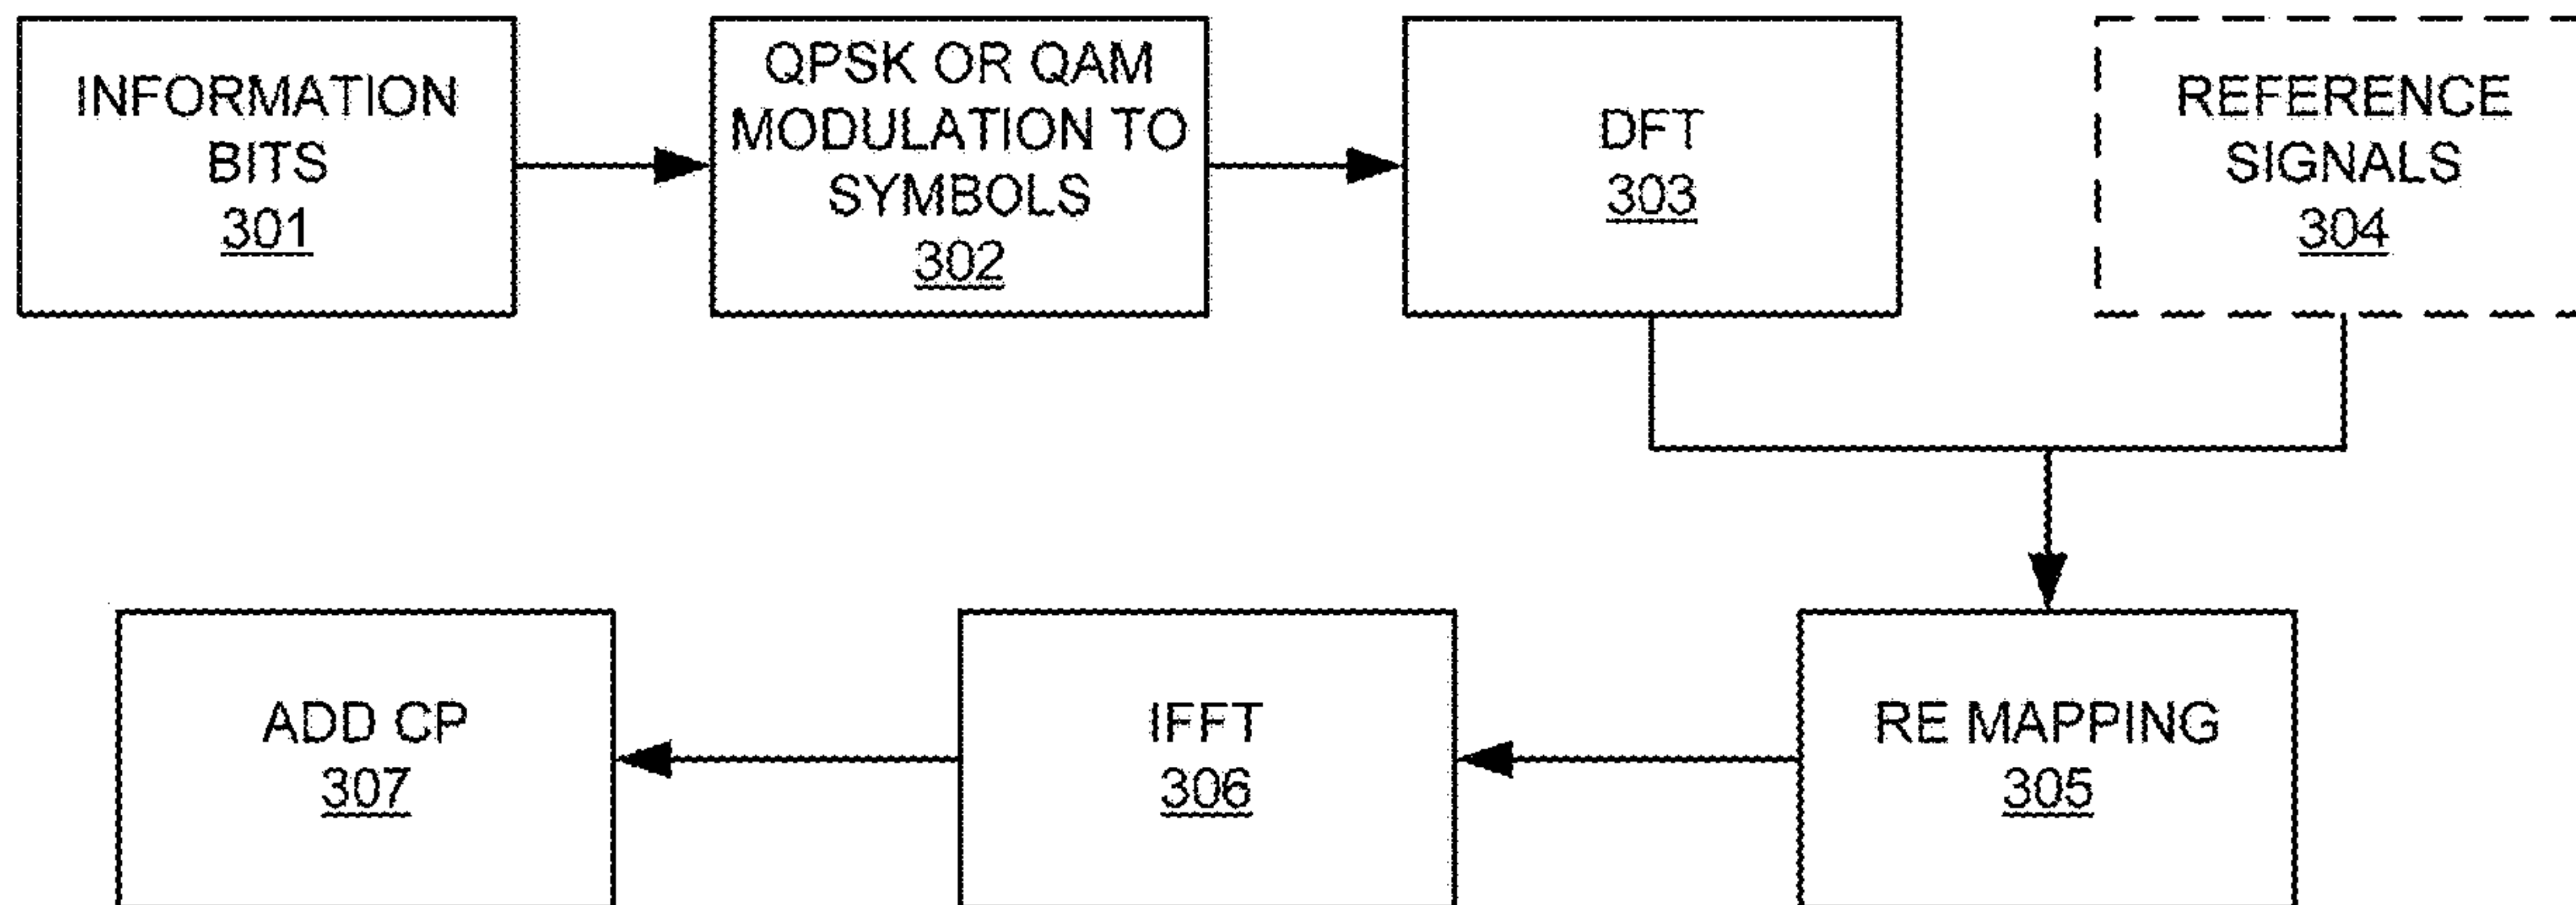 INFORMATION
BITS
301
QPSK OR QAM
MODULATION TO
SYMBOLS
302
DFT
303
REFERENCE
SIGNALS
304
ADD CP
307
IFFT
306
RE MAPPING
305